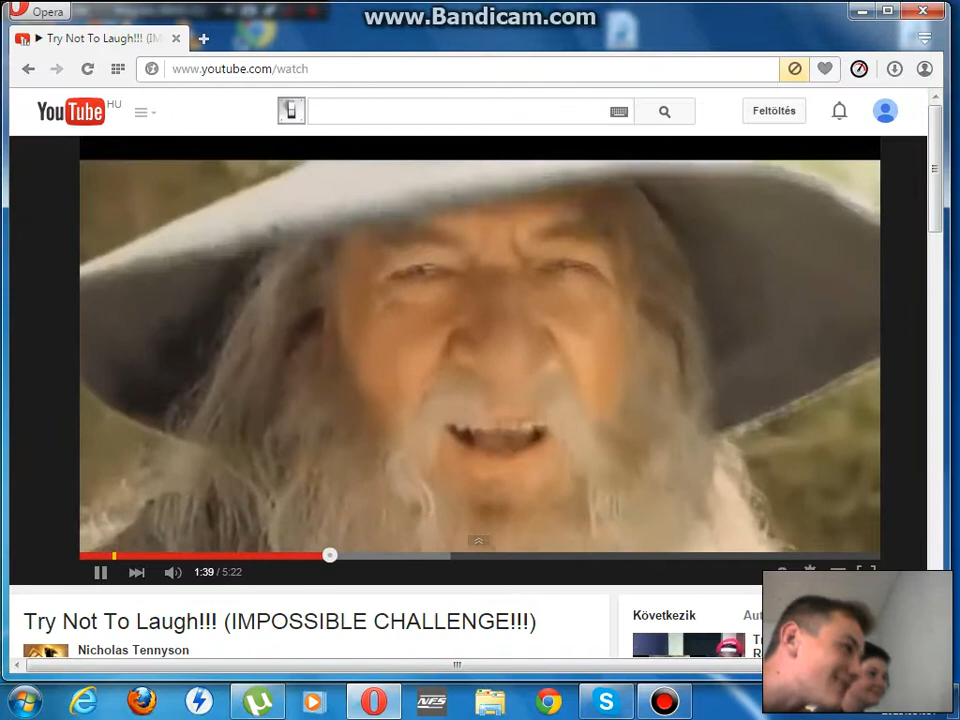 www.Bandicam.com
Opera
Try Not To Laugh!!! (IM
www.youtube.com/watch
YouTube HU
Feltöltés
1:39 / 5:22
Try Not To Laugh!!! (IMPOSSIBLE CHALLENGE!!!)
Nicholas Tennyson
Következik
NFS